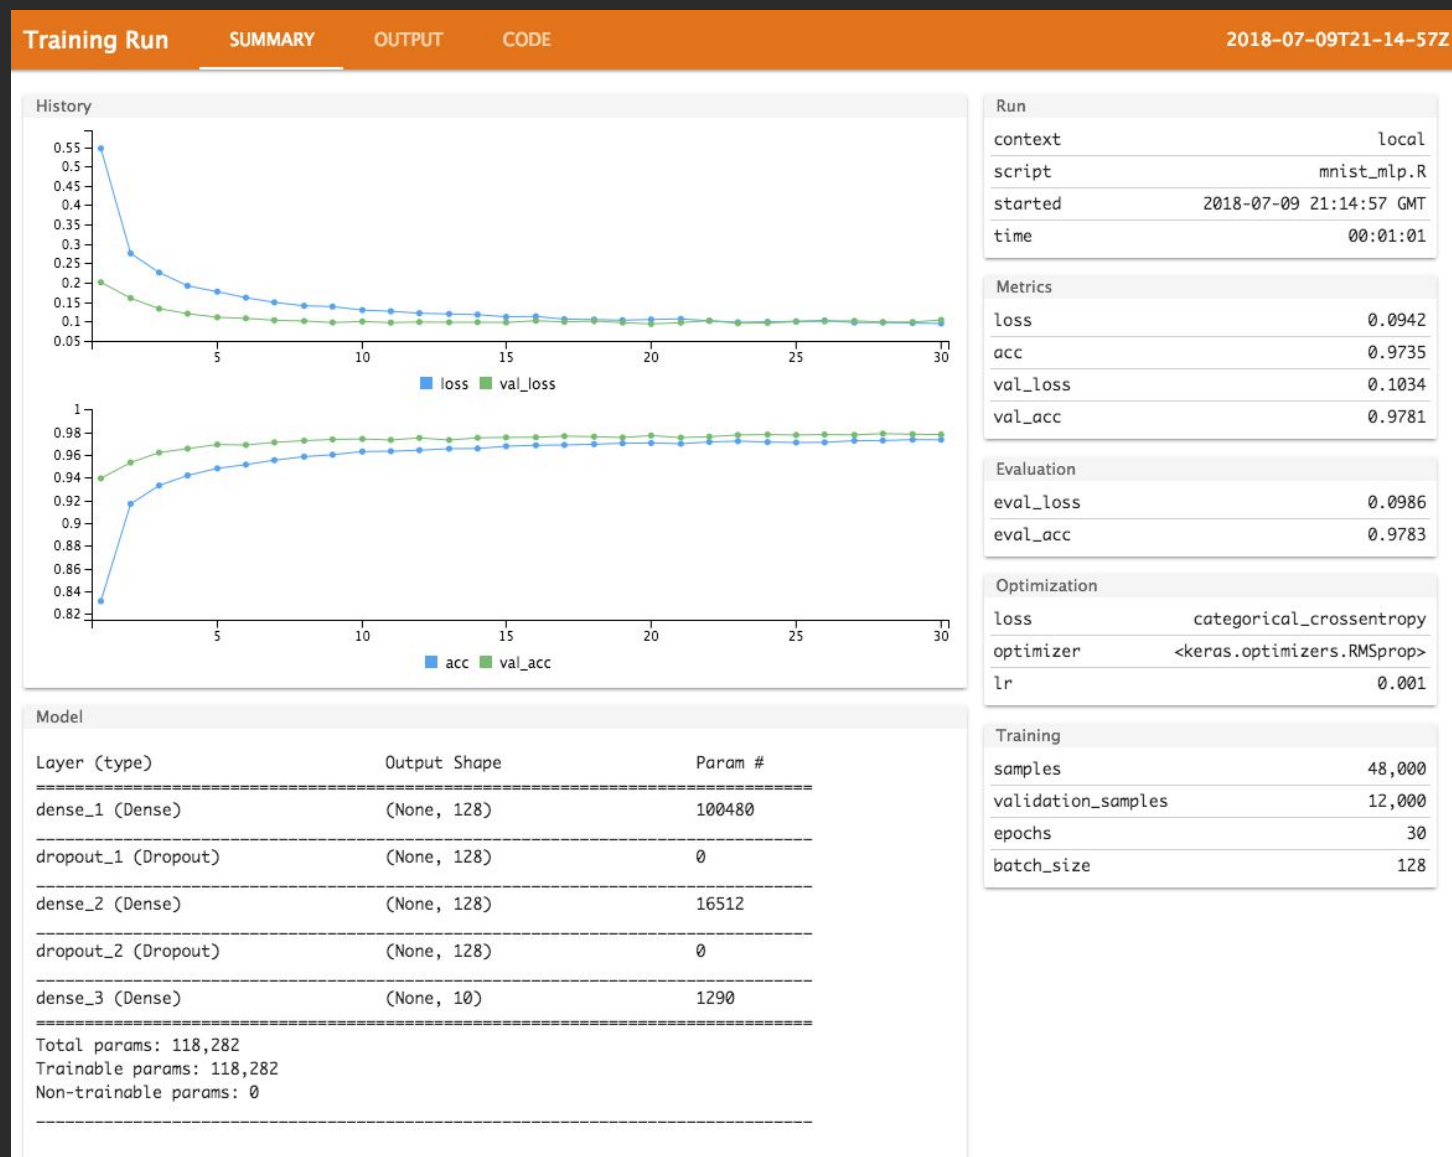 Training Run SUMMARY OUTPUT CODE 2018-07-09T21-14-57Z
History
0.55
0.5
0.45
0.4
0.35
0.3
0.25
0.2
0.15
0.1
0.05
5 10 15 20 25 30
loss val_loss
1
0.98
0.96
0.94
0.92
0.9
0.88
0.86
0.84
0.82
5 10 15 20 25 30
acc val_acc
Model
Layer (type) Output Shape Param #
================================================================================
dense_1 (Dense) (None, 128) 100480
________________________________________________________________________________
dropout_1 (Dropout) (None, 128) 0
________________________________________________________________________________
dense_2 (Dense) (None, 128) 16512
________________________________________________________________________________
dropout_2 (Dropout) (None, 128) 0
________________________________________________________________________________
dense_3 (Dense) (None, 10) 1290
================================================================================
Total params: 118,282
Trainable params: 118,282
Non-trainable params: 0
________________________________________________________________________________
Run
context local
script mnist_mlp.R
started 2018-07-09 21:14:57 GMT
time 00:01:01
Metrics
loss 0.0942
acc 0.9735
val_loss 0.1034
val_acc 0.9781
Evaluation
eval_loss 0.0986
eval_acc 0.9783
Optimization
loss categorical_crossentropy
optimizer <keras.optimizers.RMSprop>
lr 0.001
Training
samples 48,000
validation_samples 12,000
epochs 30
batch_size 128